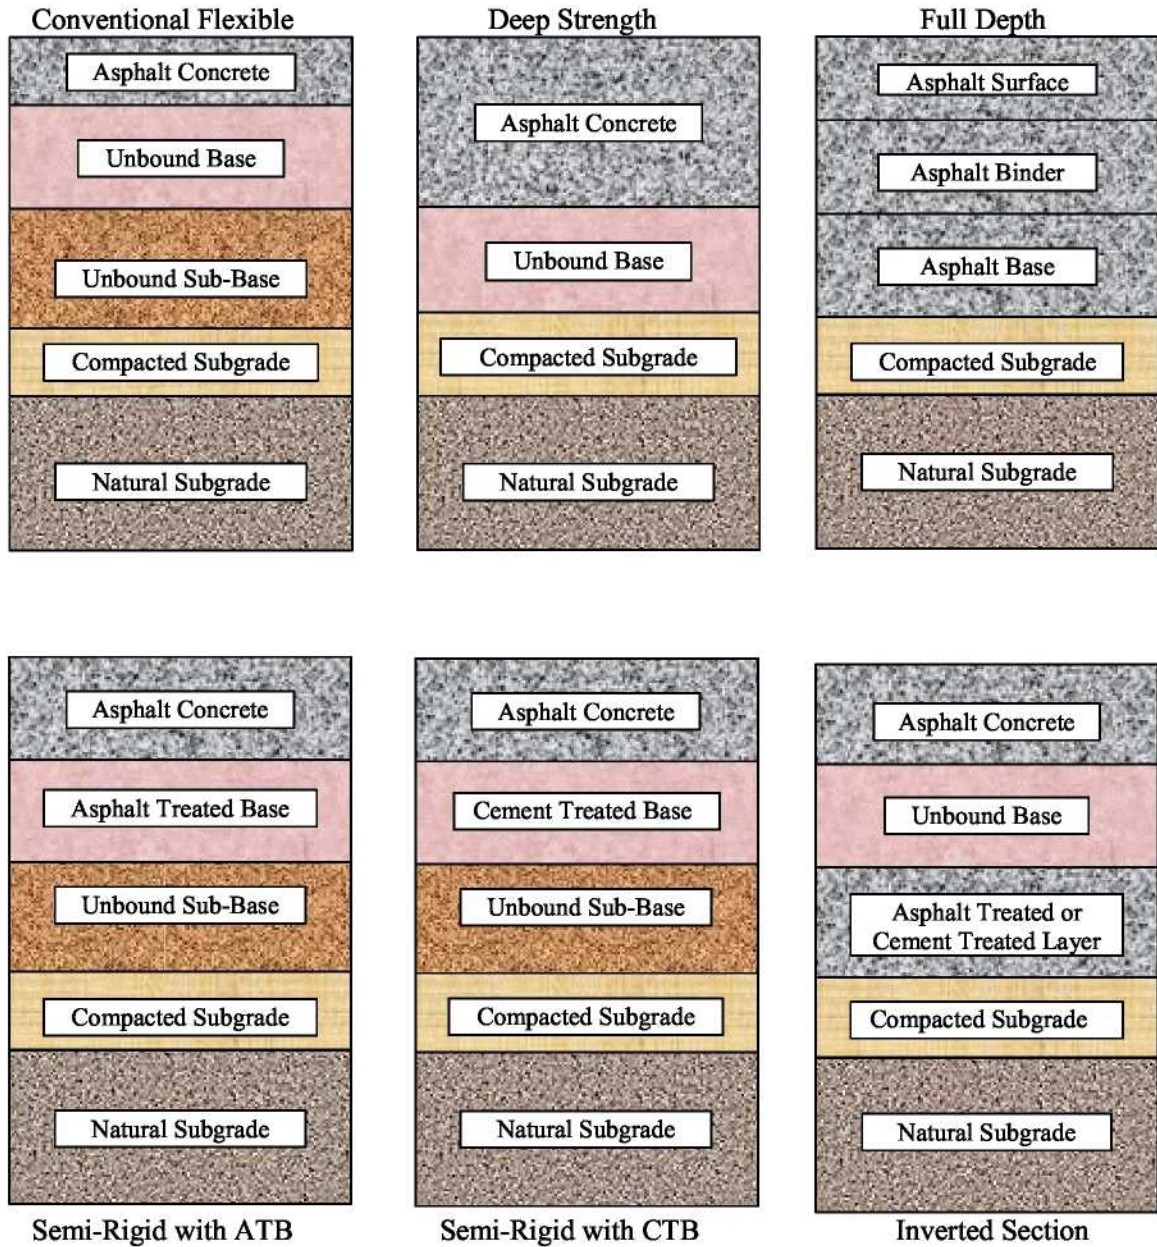 Conventional Flexible
Asphalt Concrete
Unbound Base
Unbound Sub-Base
Compacted Subgrade
Natural Subgrade
Deep Strength
Asphalt Concrete
Unbound Base
Compacted Subgrade
Natural Subgrade
Full Depth
Asphalt Surface
Asphalt Binder
Asphalt Base
Compacted Subgrade
Natural Subgrade
Asphalt Concrete
Asphalt Treated Base
Unbound Sub-Base
Compacted Subgrade
Natural Subgrade
Semi-Rigid with ATB
Asphalt Concrete
Cement Treated Base
Unbound Sub-Base
Compacted Subgrade
Natural Subgrade
Semi-Rigid with CTB
Asphalt Concrete
Unbound Base
Asphalt Treated or
Cement Treated Layer
Compacted Subgrade
Natural Subgrade
Inverted Section